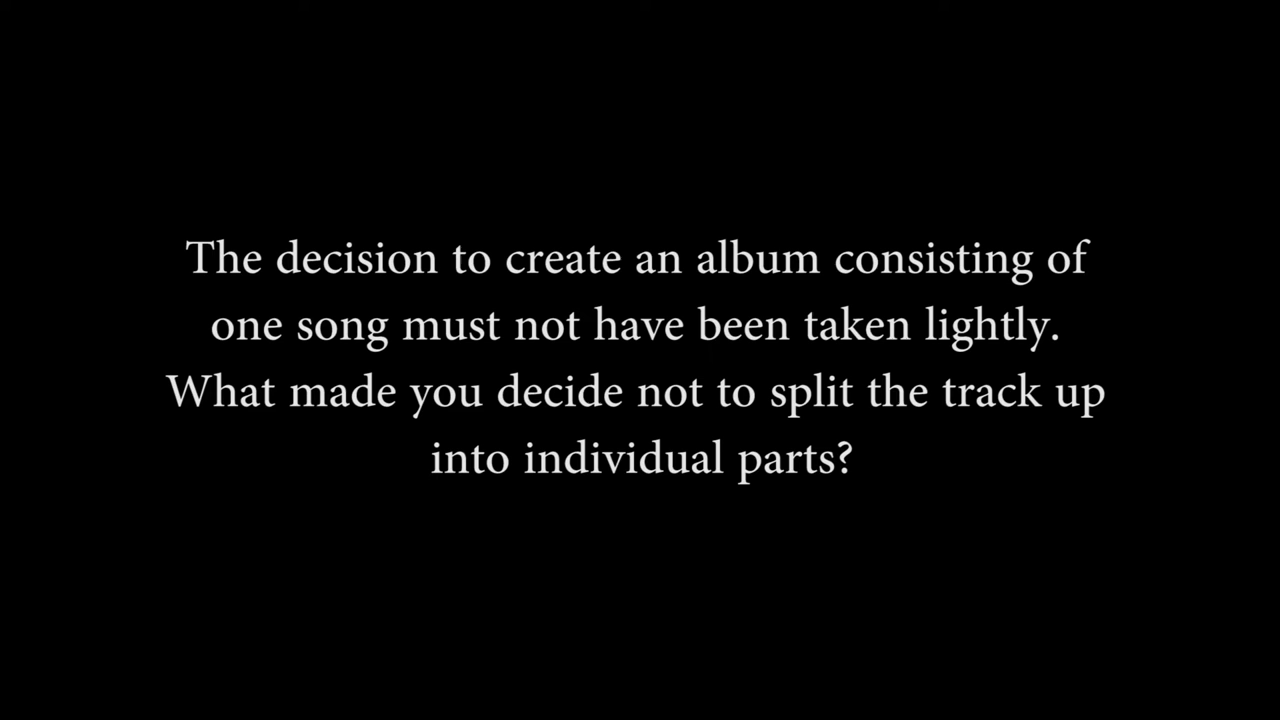 The decision to create an album consisting of
one song must not have been taken lightly.
What made you decide not to split the track up
into individual parts?